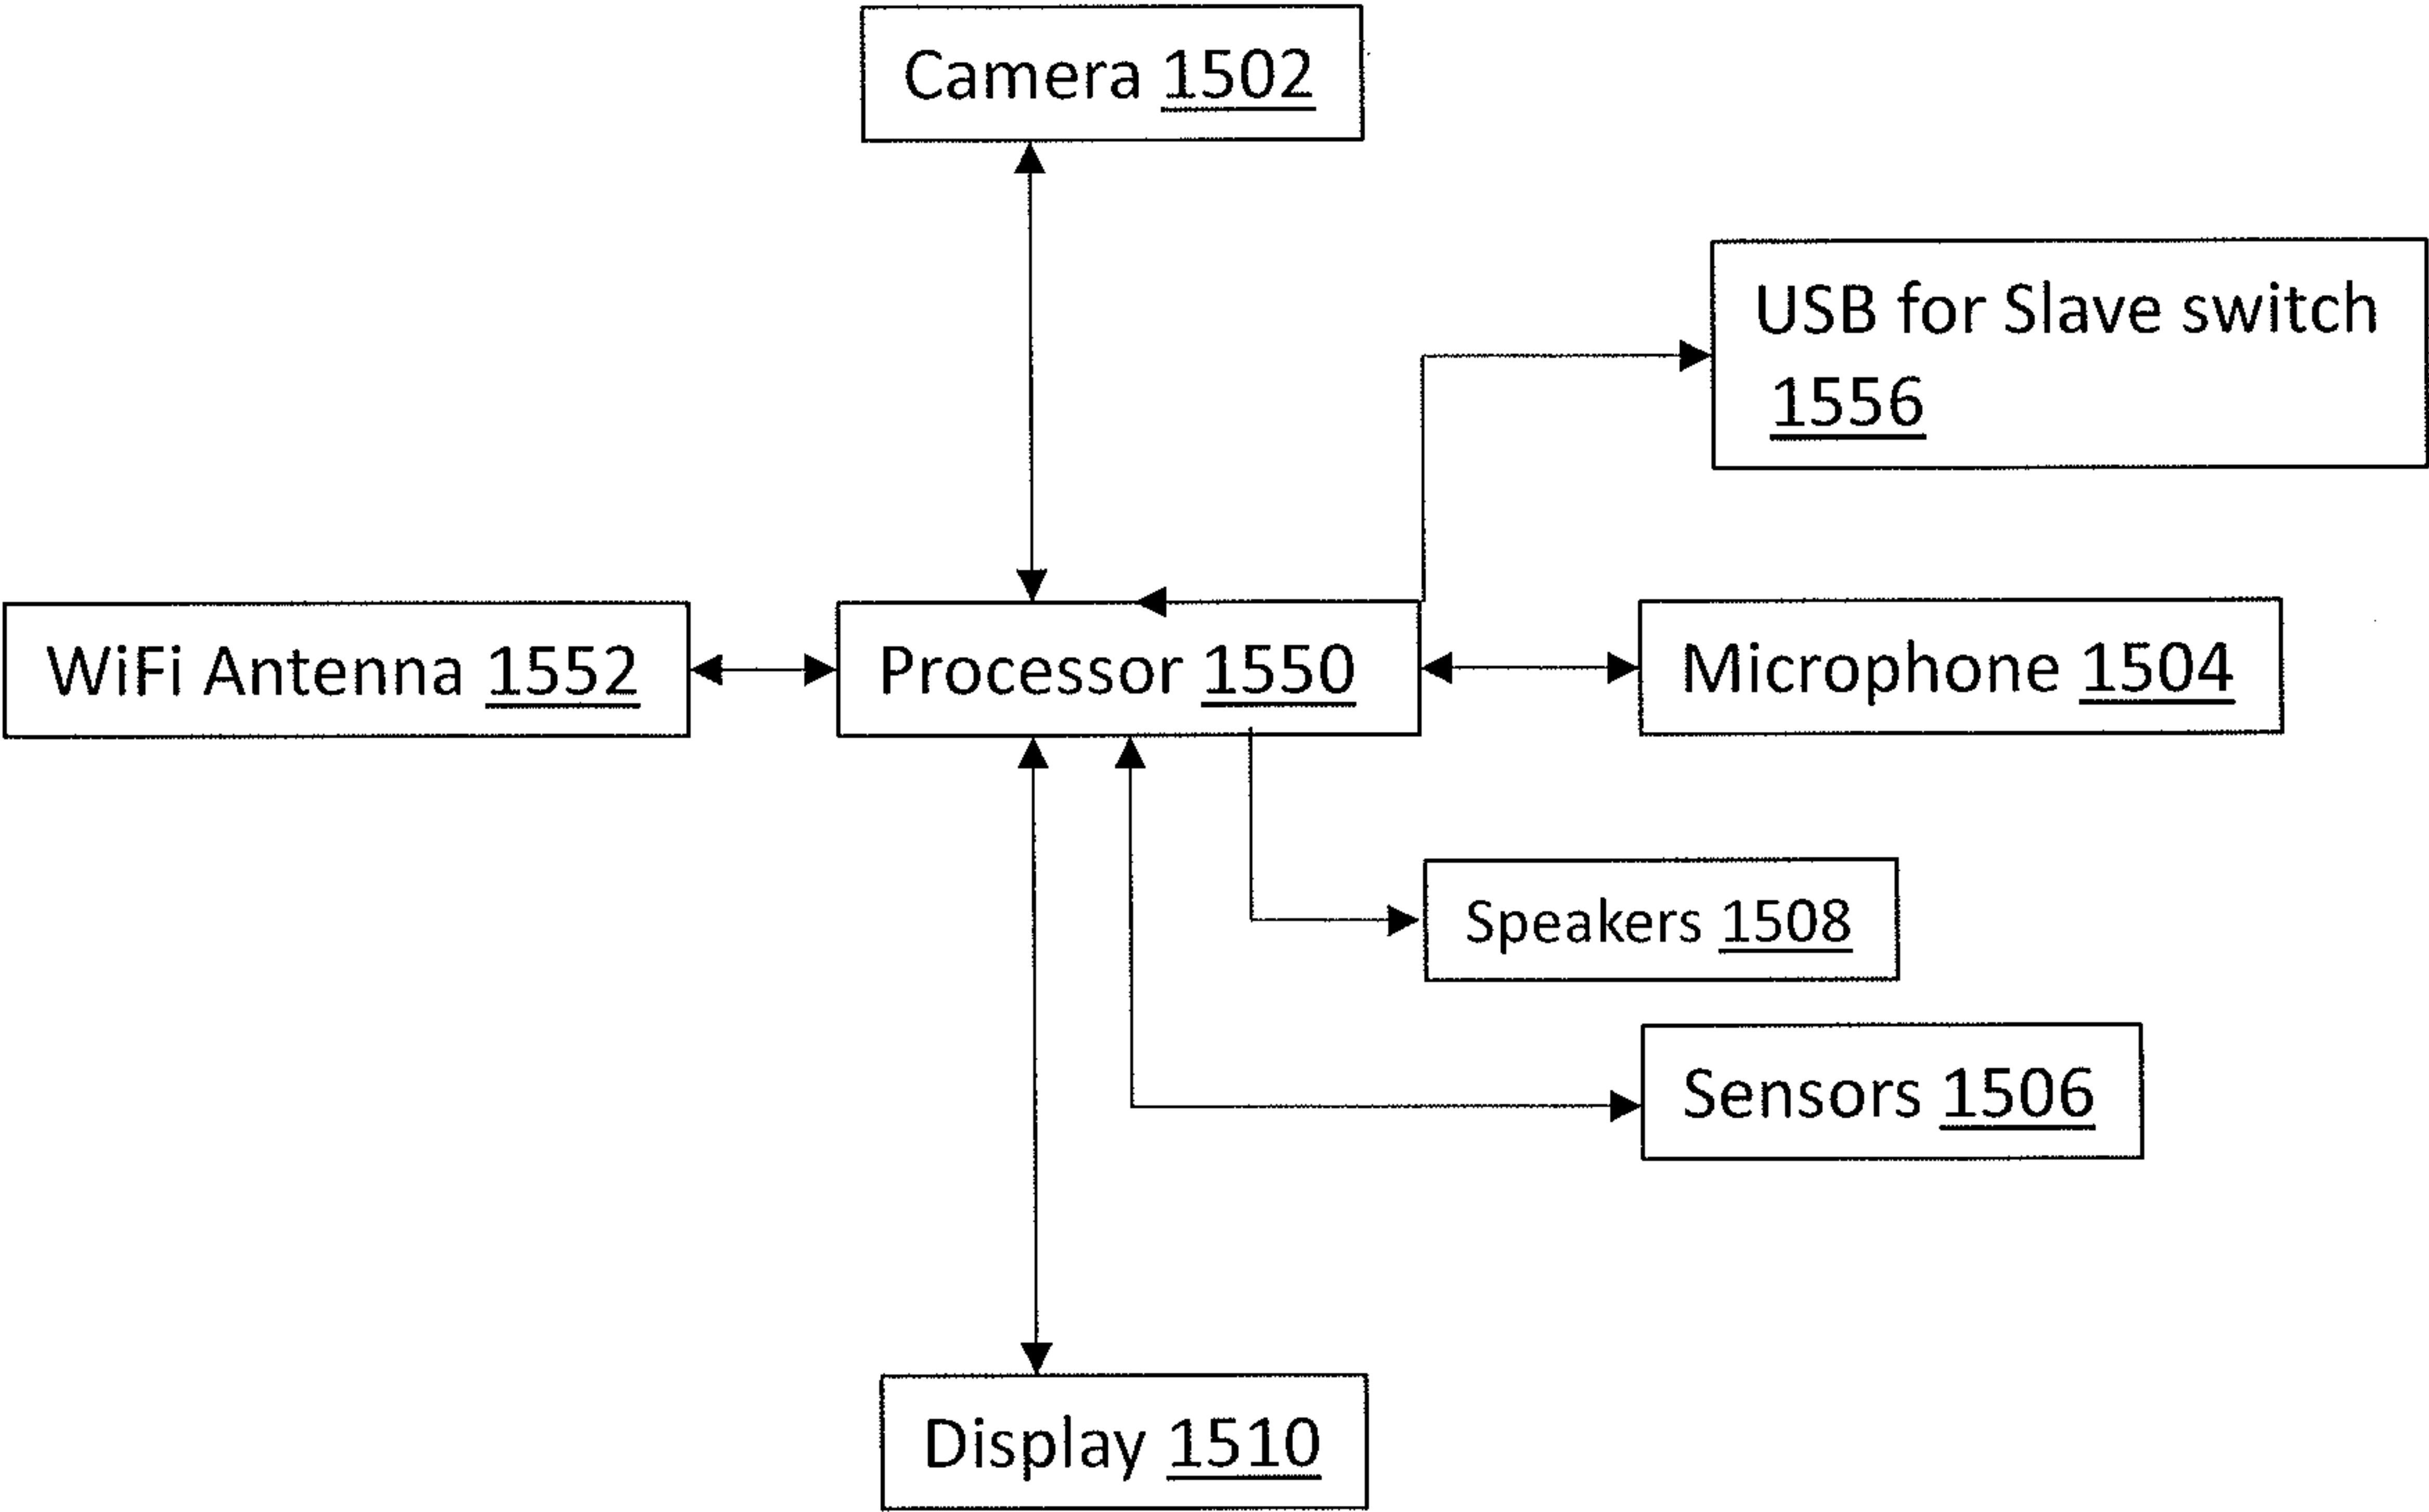 Camera 1502
USB for Slave switch
1556
WiFi Antenna 1552
Processor 1550
Microphone 1504
Speakers 1508
Sensors 1506
Display 1510